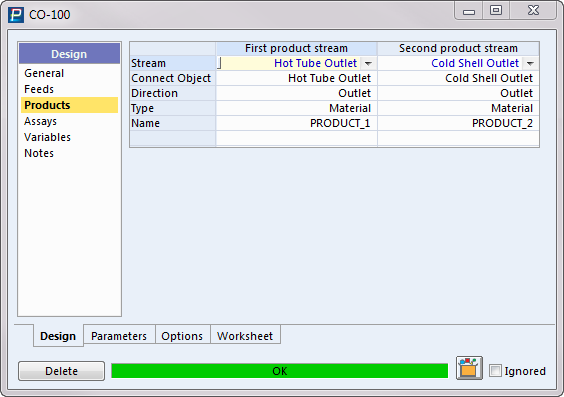 CO-100
Design
General
Feeds
Products
Assays
Variables
Notes
First product stream Second product stream
Stream Hot Tube Outlet Cold Shell Outlet
Connect Object Hot Tube Outlet Cold Shell Outlet
Direction Outlet Outlet
Type Material Material
Name PRODUCT_1 PRODUCT_2
Design Parameters Options Worksheet
Delete OK Ignored